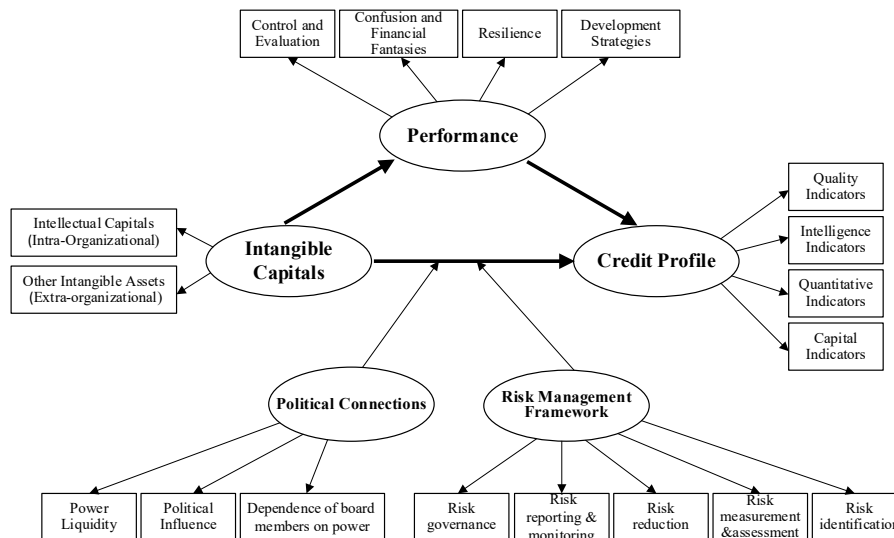 Control and
Evaluation
Confusion and
Financial
Fantasies
Resilience
Development
Strategies
Performance
Quality
Indicators
Intellectual Capitals
(Intra-Organizational)
Intelligence
Indicators
Intangible
Capitals
Credit Profile
Other Intangible Assets
(Extra-organizational)
Quantitative
Indicators
Capital
Indicators
Political Connections
Risk Management
Framework
Power
Liquidity
Political
Influence
Dependence of board
members on power
Risk
governance
Risk
reporting &
monitoring
Risk
reduction
Risk
measurement
&assessment
Risk
identification